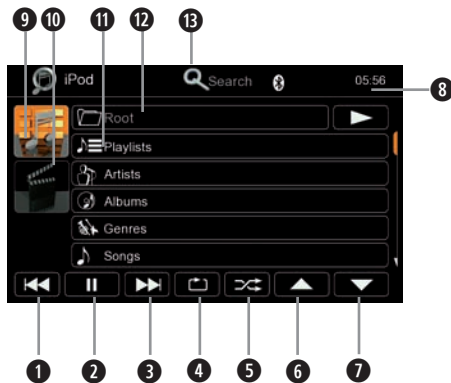 9 10 11 12 13
iPod Search 05:56
8
Root
Playlists
Artists
Albums
Genres
Songs
1 2 3 4 5 6 7